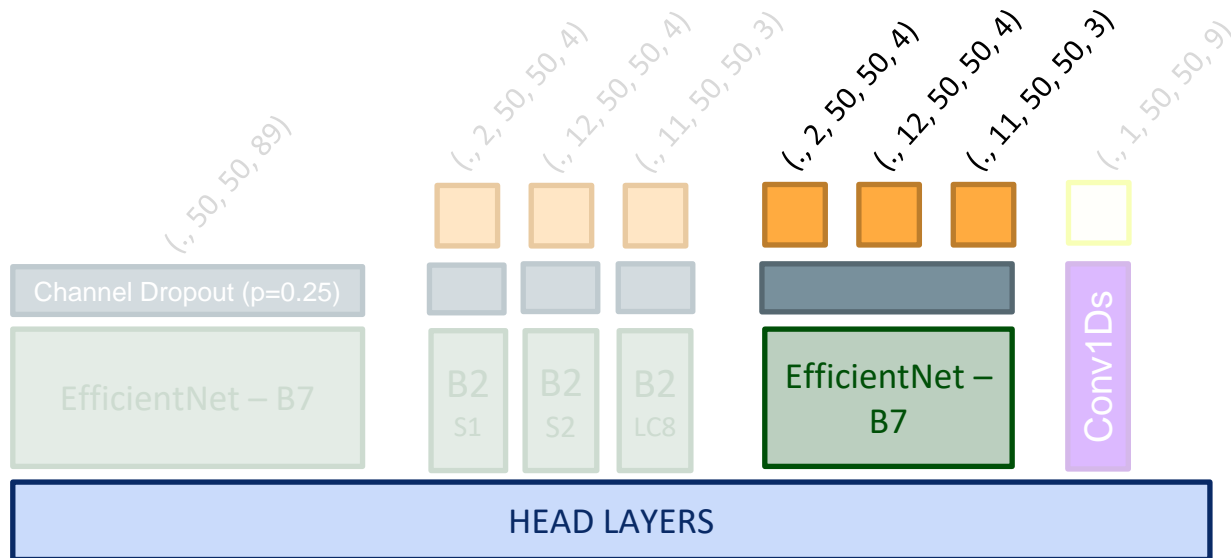 (., 50, 50, 89)
(., 2, 50, 50, 4)
(., 12, 50, 50, 4)
(., 11, 50, 50, 3)
(., 2, 50, 50, 4)
(., 12, 50, 50, 4)
(., 11, 50, 50, 3)
(., 1, 50, 50, 9)
Channel Dropout (p=0.25)
EfficientNet – B7
B2
S1
B2
S2
B2
LC8
EfficientNet –
B7
Conv1Ds
HEAD LAYERS